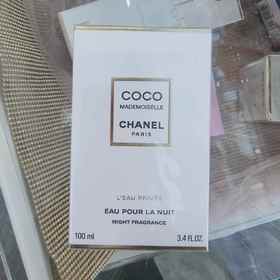 COCO
MADEMOISELLE
CHANEL
PARIS
L'EAU PRIVÉE
EAU POUR LA NUIT
NIGHT FRAGRANCE
100 ml 3.4 FL.OZ.